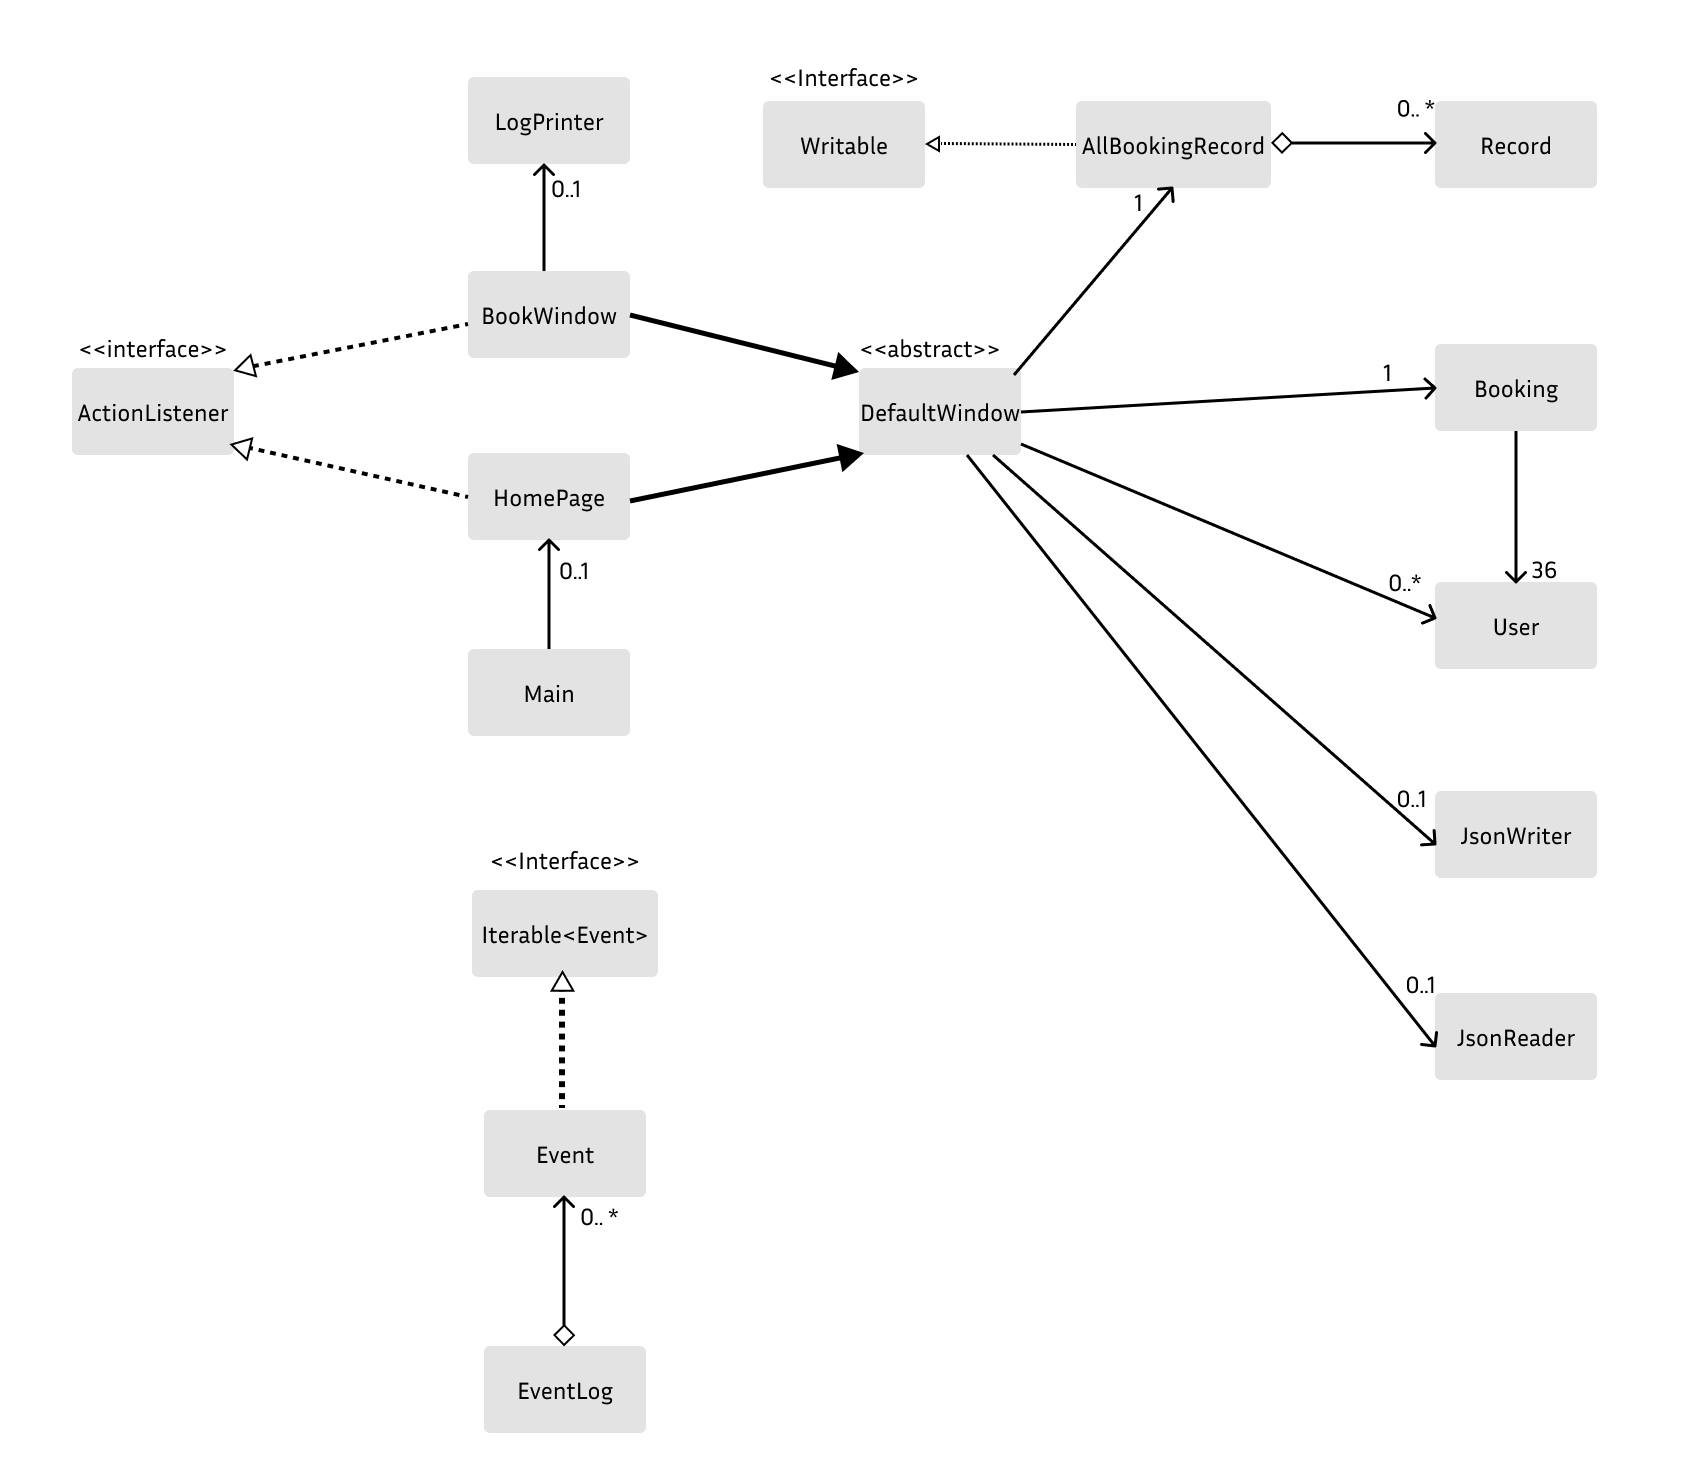 <<Interface>>
LogPrinter
Writable
AllBookingRecord
0.. *
Record
0..1
1
BookWindow
<<interface>>
ActionListener
<<abstract>>
DefaultWindow
1
Booking
HomePage
0..1
36
0..*
User
Main
0..1
JsonWriter
<<Interface>>
Iterable<Event>
0..1
JsonReader
Event
0.. *
EventLog